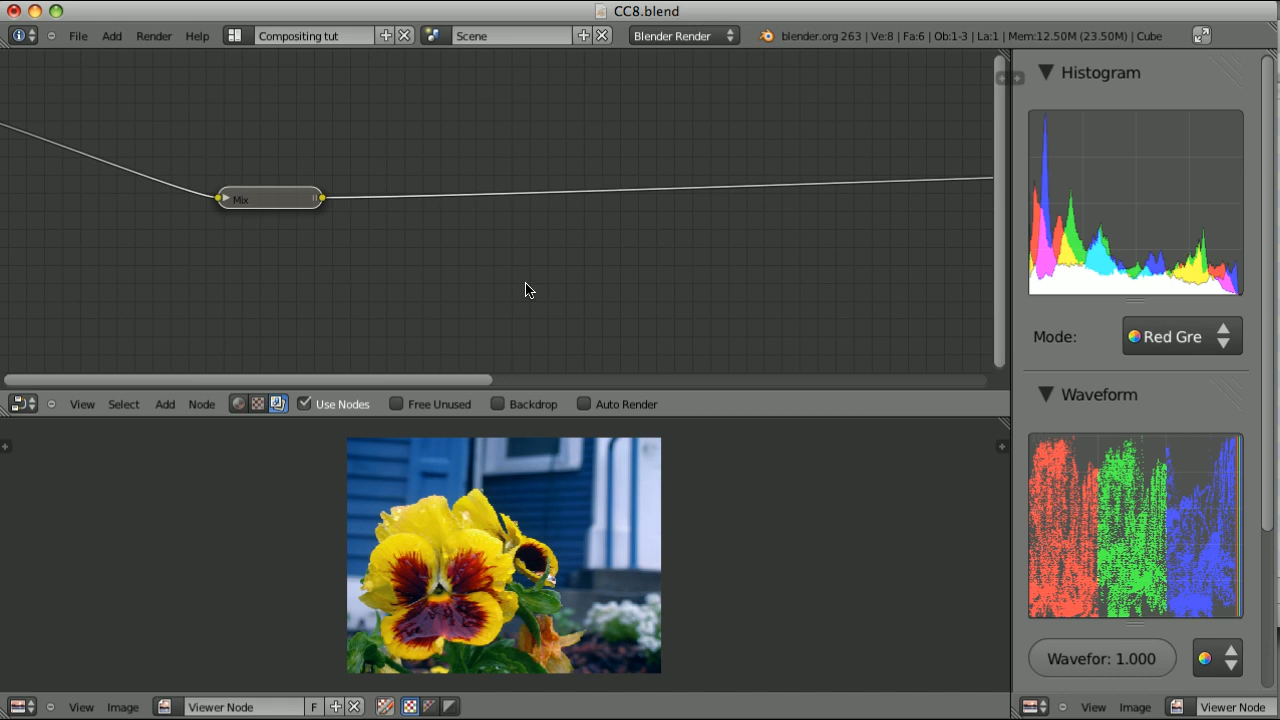 CC8.blend
File Add Render Help Compositing tut Scene Blender Render blender.org 263 | Ve:8 | Fa:6 | Ob:1-3 | La:1 | Mem:12.50M (23.50M) | Cube
Histogram
Mix
Mode: Red Gre
Waveform
View Select Add Node Use Nodes Free Unused Backdrop Auto Render
Wavefor: 1.000
View Image Viewer Node F View Image Viewer Node